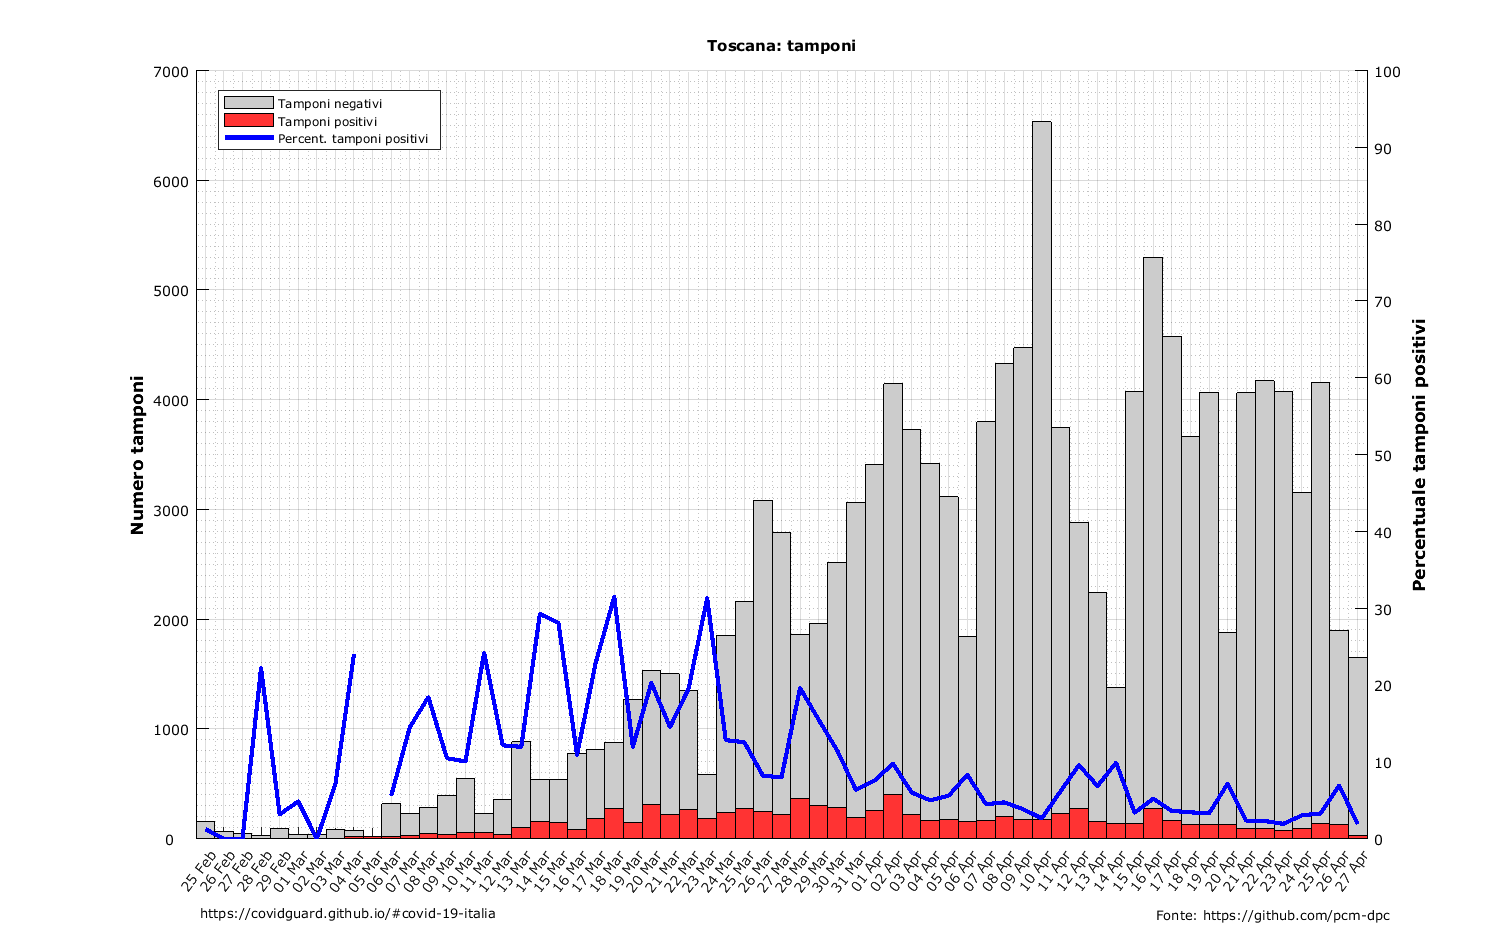 Toscana: tamponi
Tamponi negativi
Tamponi positivi
Percent. tamponi positivi
Numero tamponi
7000
6000
5000
4000
3000
2000
1000
0
Percentuale tamponi positivi
100
90
80
70
60
50
40
30
20
10
0
25 Feb
26 Feb
27 Feb
28 Feb
29 Feb
01 Mar
02 Mar
03 Mar
04 Mar
05 Mar
06 Mar
07 Mar
08 Mar
09 Mar
10 Mar
11 Mar
12 Mar
13 Mar
14 Mar
15 Mar
16 Mar
17 Mar
18 Mar
19 Mar
20 Mar
21 Mar
22 Mar
23 Mar
24 Mar
25 Mar
26 Mar
27 Mar
28 Mar
29 Mar
30 Mar
31 Mar
01 Apr
02 Apr
03 Apr
04 Apr
05 Apr
06 Apr
07 Apr
08 Apr
09 Apr
10 Apr
11 Apr
12 Apr
13 Apr
14 Apr
15 Apr
16 Apr
17 Apr
18 Apr
19 Apr
20 Apr
21 Apr
22 Apr
23 Apr
24 Apr
25 Apr
26 Apr
27 Apr
https://covidguard.github.io/#covid-19-italia
Fonte: https://github.com/pcm-dpc